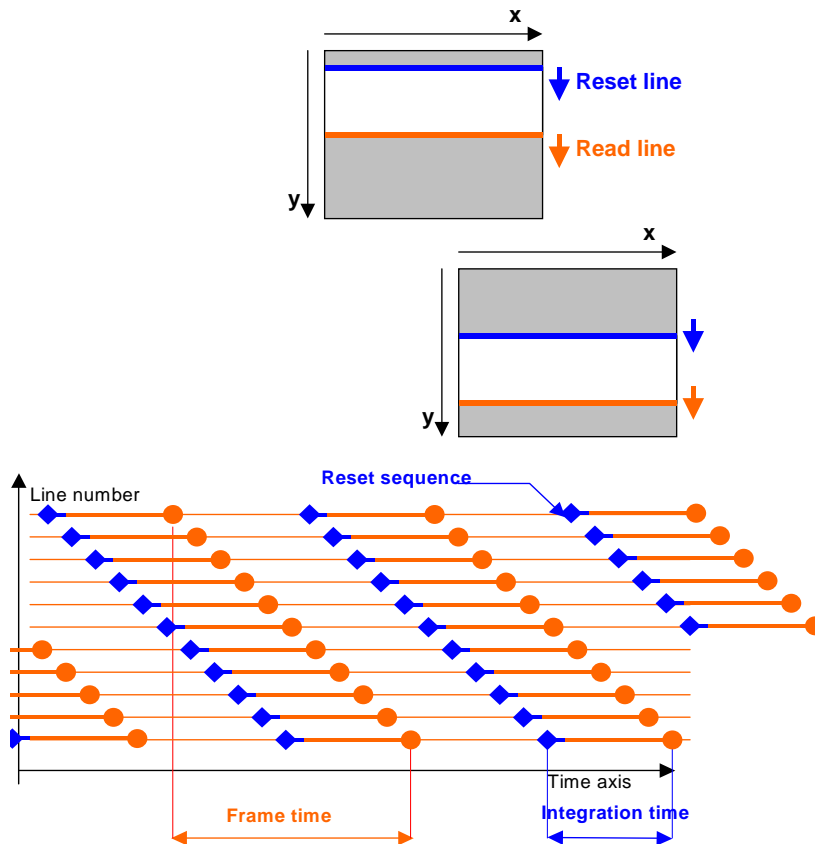 x
Reset line
Read line
y
x
y
Reset sequence
Line number
Time axis
Frame time
Integration time